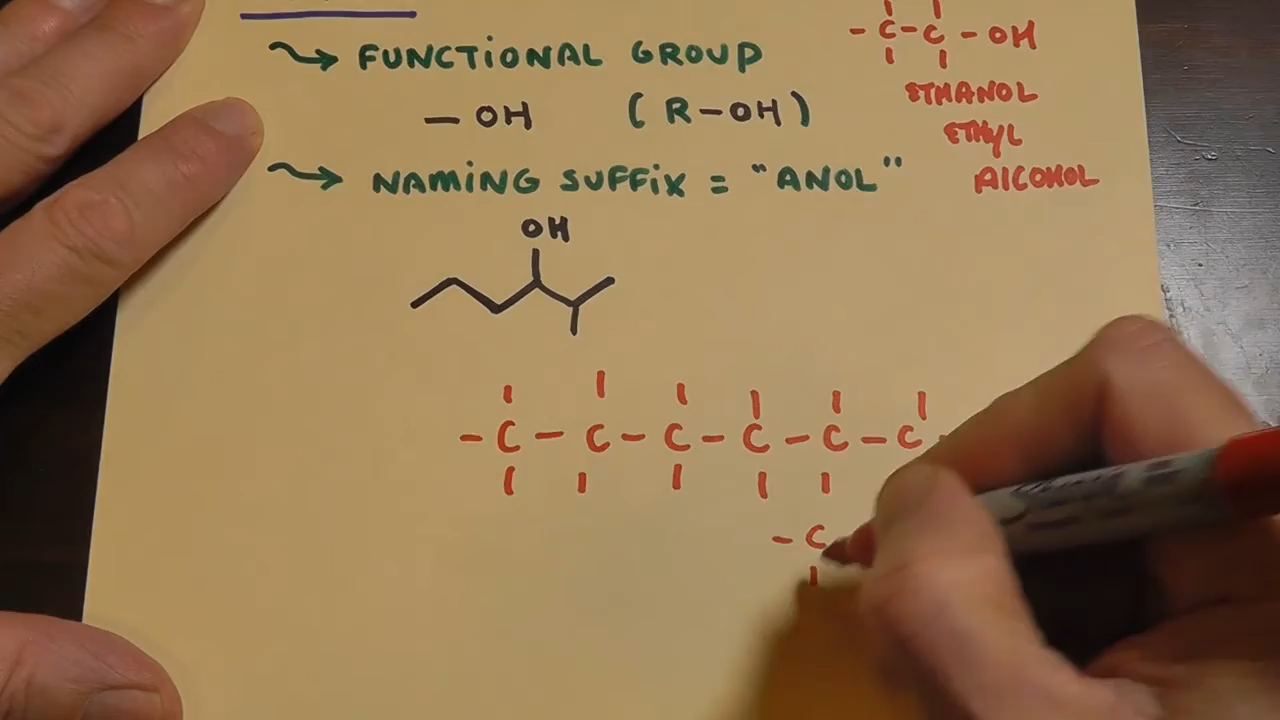 FUNCTIONAL GROUP
- OH (R-OH)
NAMING SUFFIX = "ANOL"
- C - C - OH
ETHANOL
ETHYL
ALCOHOL
OH
- C - C - C - C - C - C
- C